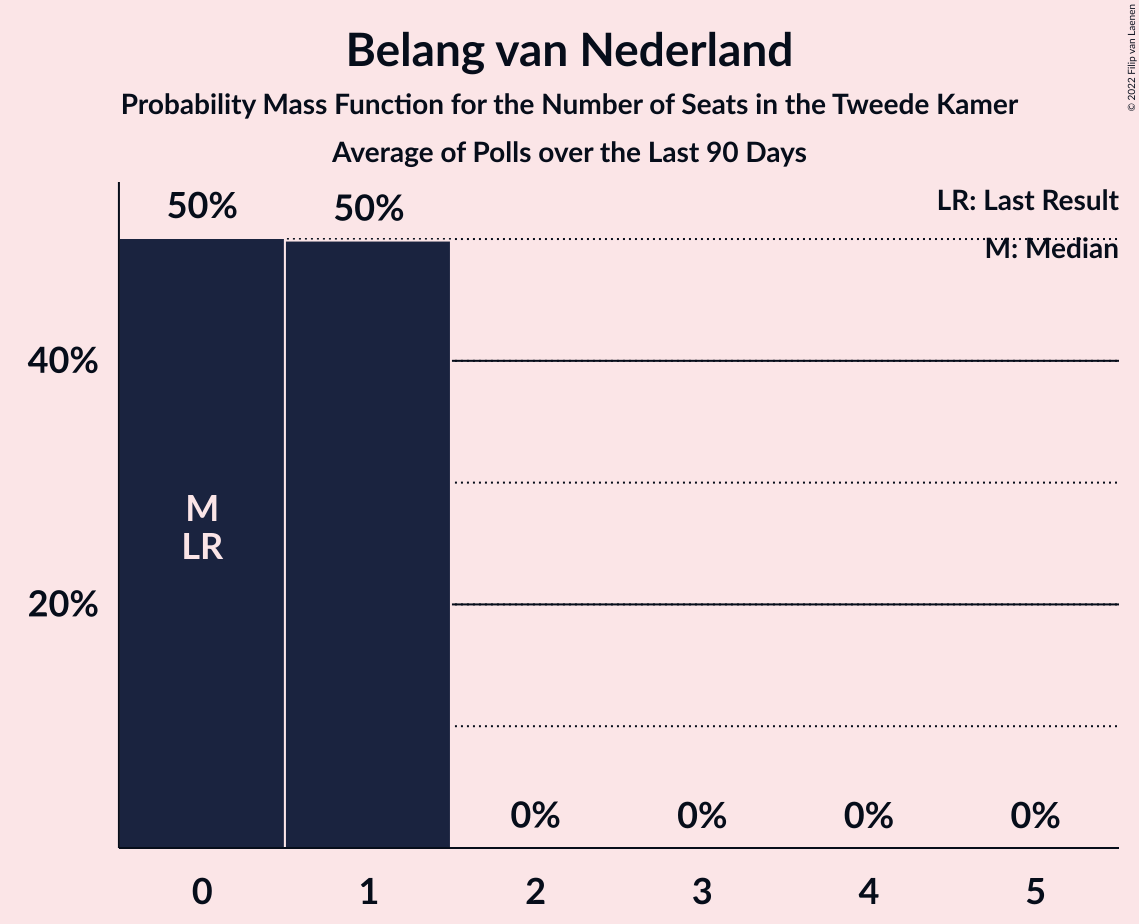 Belang van Nederland
Probability Mass Function for the Number of Seats in the Tweede Kamer
Average of Polls over the Last 90 Days
© 2022 Filip van Laenen
50%
50%
LR: Last Result
M: Median
40%
M
LR
20%
0%
0%
0%
0%
0
1
2
3
4
5